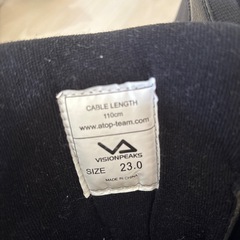 CABLE LENGTH
110cm
www.atop-team.com
VISIONPEAKS
SIZE 23.0
MADE IN CHINA